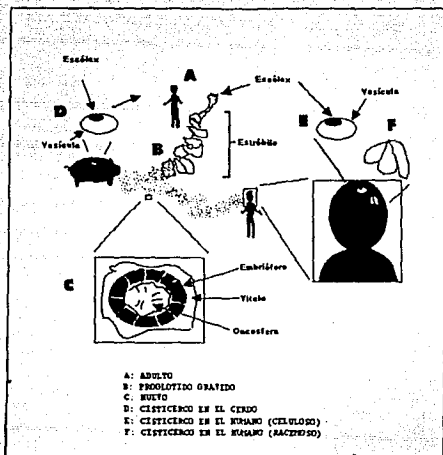 Escólex
A
Escólex
D
Vesícula
E
F
Vesícula
B
Estróbilo
C
Embrióforo
Vitelo
Oncosfera
A: ADULTO
B: PROGLOTIDO GRAVIDO
C: HUEVO
D: CISTICERCO EN EL CERDO
E: CISTICERCO EN EL HUMANO (CELULOSO)
F: CISTICERCO EN EL HUMANO (RACEMOSO)